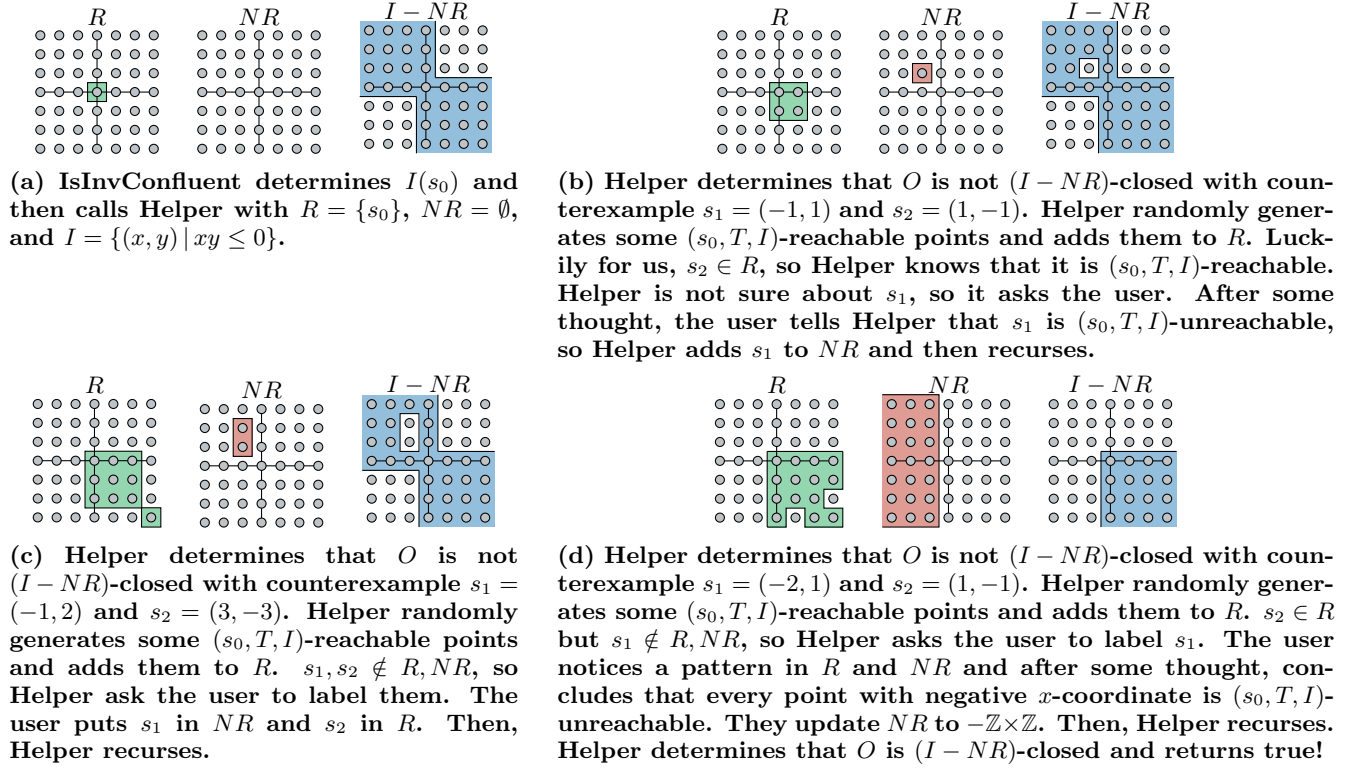 R NR I − NR
(a) IsInvConfluent determines I(s₀) and
then calls Helper with R = {s₀}, NR = ∅,
and I = {(x, y) | xy ≤ 0}.
R NR I − NR
(b) Helper determines that O is not (I − NR)-closed with coun-
terexample s₁ = (−1, 1) and s₂ = (1, −1). Helper randomly gener-
ates some (s₀, T, I)-reachable points and adds them to R. Luck-
ily for us, s₂ ∈ R, so Helper knows that it is (s₀, T, I)-reachable.
Helper is not sure about s₁, so it asks the user. After some
thought, the user tells Helper that s₁ is (s₀, T, I)-unreachable,
so Helper adds s₁ to NR and then recurses.
R NR I − NR
(c) Helper determines that O is not
(I − NR)-closed with counterexample s₁ =
(−1, 2) and s₂ = (3, −3). Helper randomly
generates some (s₀, T, I)-reachable points
and adds them to R. s₁, s₂ ∉ R, NR, so
Helper ask the user to label them. The
user puts s₁ in NR and s₂ in R. Then,
Helper recurses.
R NR I − NR
(d) Helper determines that O is not (I − NR)-closed with coun-
terexample s₁ = (−2, 1) and s₂ = (1, −1). Helper randomly gener-
ates some (s₀, T, I)-reachable points and adds them to R. s₂ ∈ R
but s₁ ∉ R, NR, so Helper asks the user to label s₁. The user
notices a pattern in R and NR and after some thought, con-
cludes that every point with negative x-coordinate is (s₀, T, I)-
unreachable. They update NR to −ℤ×ℤ. Then, Helper recurses.
Helper determines that O is (I − NR)-closed and returns true!